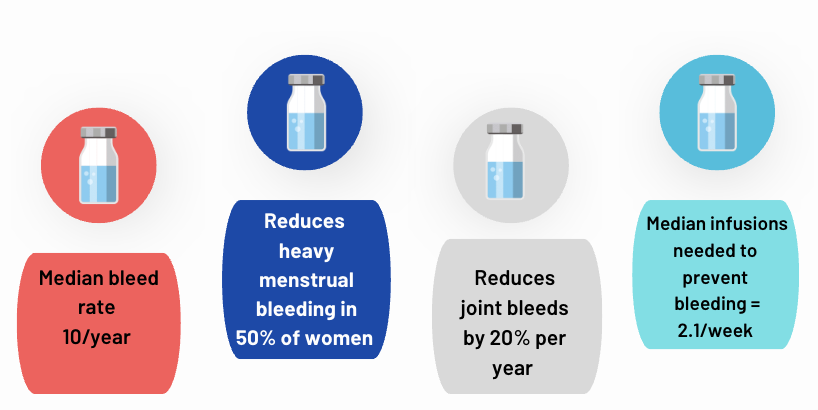 Median bleed
rate
10/year
Reduces
heavy
menstrual
bleeding in
50% of women
Reduces
joint bleeds
by 20% per
year
Median infusions
needed to
prevent
bleeding =
2.1/week